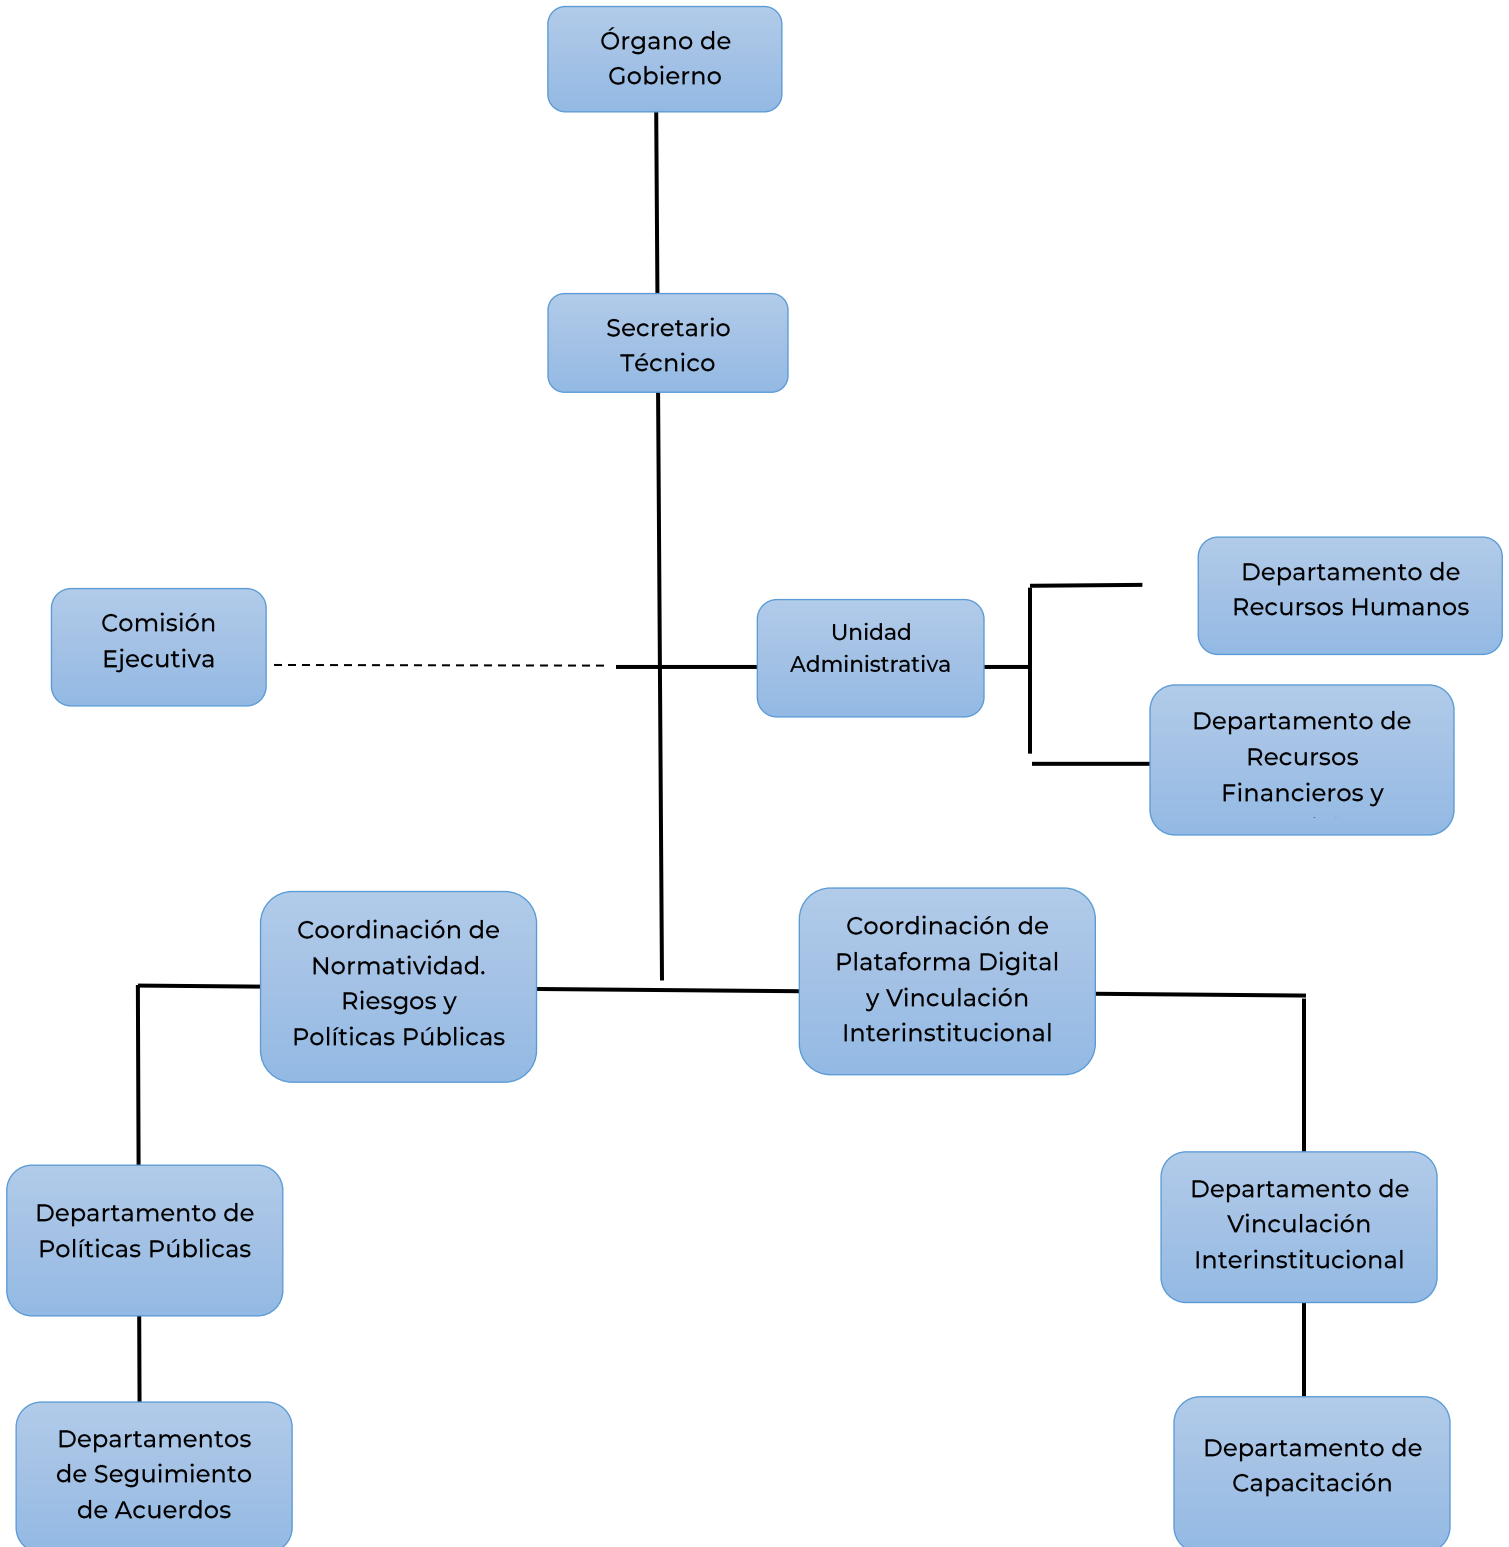 Órgano de
Gobierno
Secretario
Técnico
Comisión
Ejecutiva
Unidad
Administrativa
Departamento de
Recursos Humanos
Departamento de
Recursos
Financieros y
Coordinación de
Normatividad.
Riesgos y
Políticas Públicas
Coordinación de
Plataforma Digital
y Vinculación
Interinstitucional
Departamento de
Políticas Públicas
Departamento de
Vinculación
Interinstitucional
Departamentos
de Seguimiento
de Acuerdos
Departamento de
Capacitación